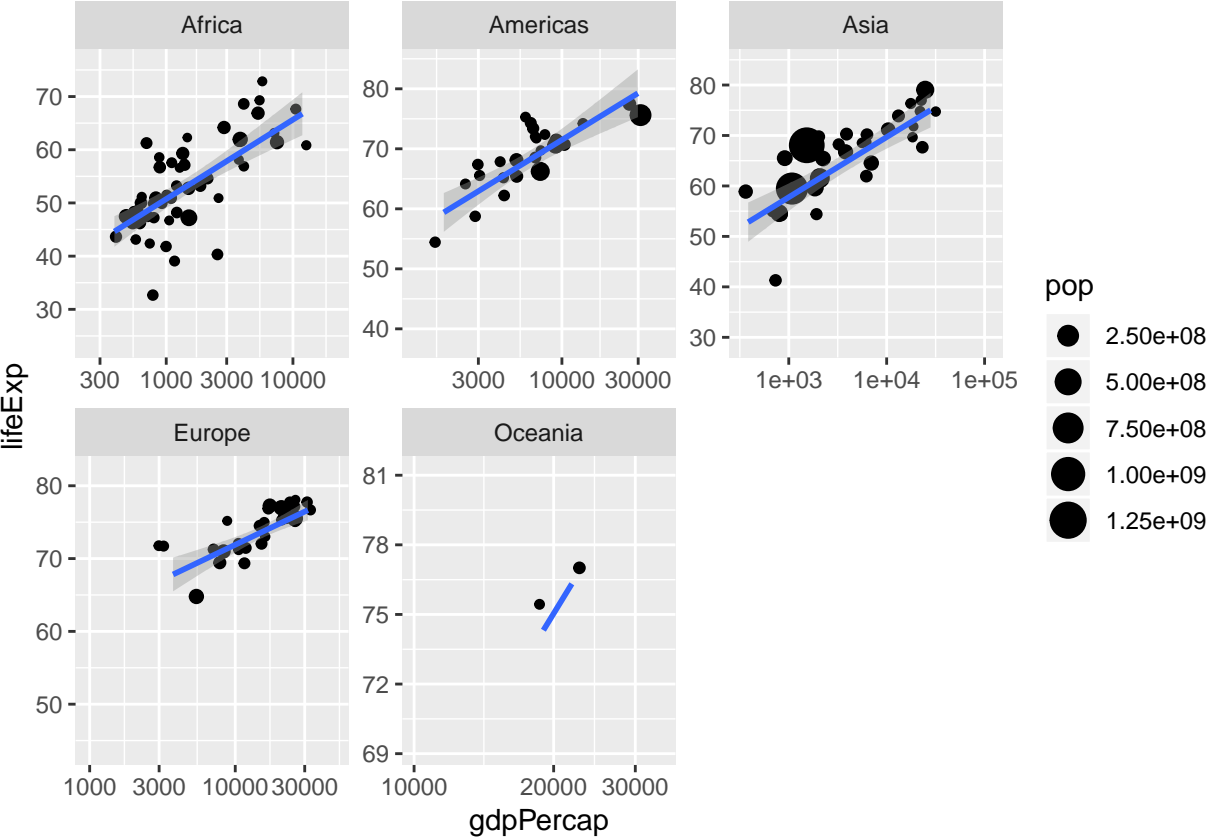 Africa
Americas
Asia
70
60
50
40
30
300 1000 3000 10000
80
70
60
50
40
3000 10000 30000
80
70
60
50
40
30
1e+03 1e+04 1e+05
lifeExp
Europe
Oceania
80
70
60
50
1000 3000 10000 30000
81
78
75
72
69
10000 20000 30000
gdpPercap
pop
2.50e+08
5.00e+08
7.50e+08
1.00e+09
1.25e+09